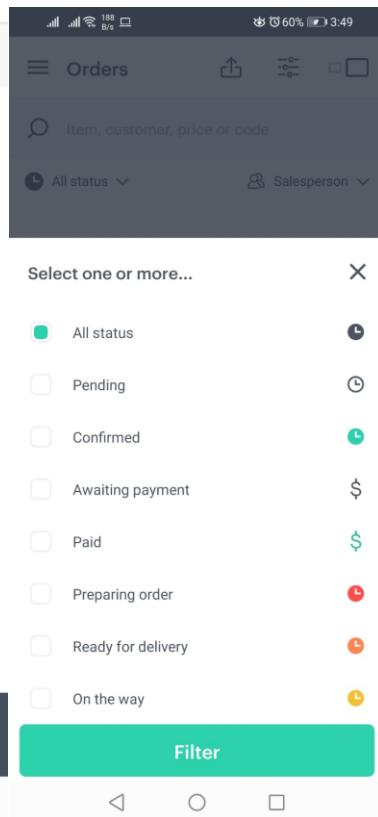 188 B/s 60% 3:49
Orders
Item, customer, price or code
All status Salesperson
Select one or more...
All status
Pending
Confirmed
Awaiting payment
$
Paid
$
Preparing order
Ready for delivery
On the way
Filter